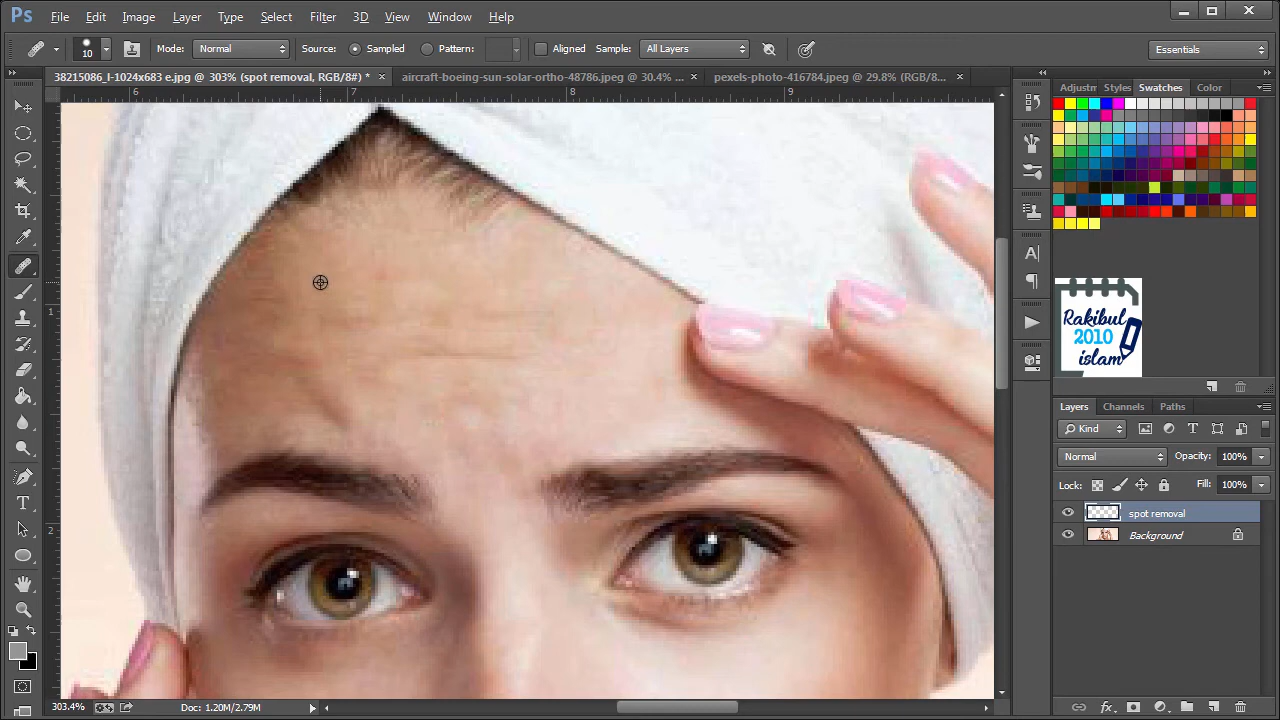 Ps File Edit Image Layer Type Select Filter 3D View Window Help
10 Mode: Normal Source: Sampled Pattern: Aligned Sample: All Layers Essentials
38215086_l-1024x683 e.jpg @ 303% (spot removal, RGB/8#) * × aircraft-boeing-sun-solar-ortho-48786.jpeg @ 30.4% ... × pexels-photo-416784.jpeg @ 29.8% (RGB/8... ×
6 7 8 9
1
2
Adjustm Styles Swatches Color
Rakibul
2010
islam
Layers Channels Paths
Kind
Normal Opacity: 100%
Lock: Fill: 100%
spot removal
Background
303.4% Doc: 1.20M/2.79M